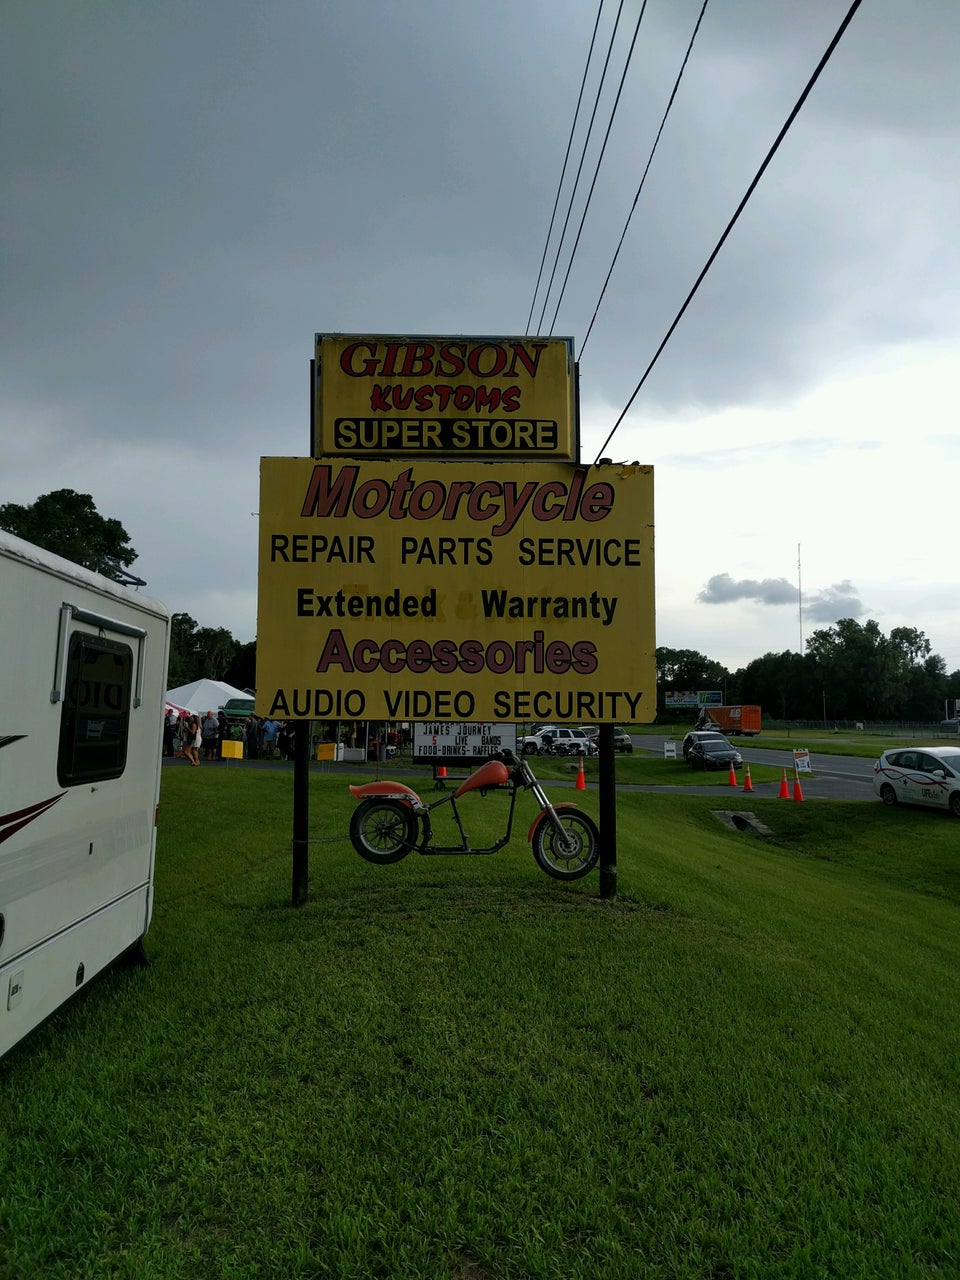 GIBSON
KUSTOMS
SUPER STORE
Motorcycle
REPAIR PARTS SERVICE
Extended Warranty
Accessories
AUDIO VIDEO SECURITY
JAMES JOURNEY
5 LIVE BANDS
FOOD-DRINKS-RAFFLES